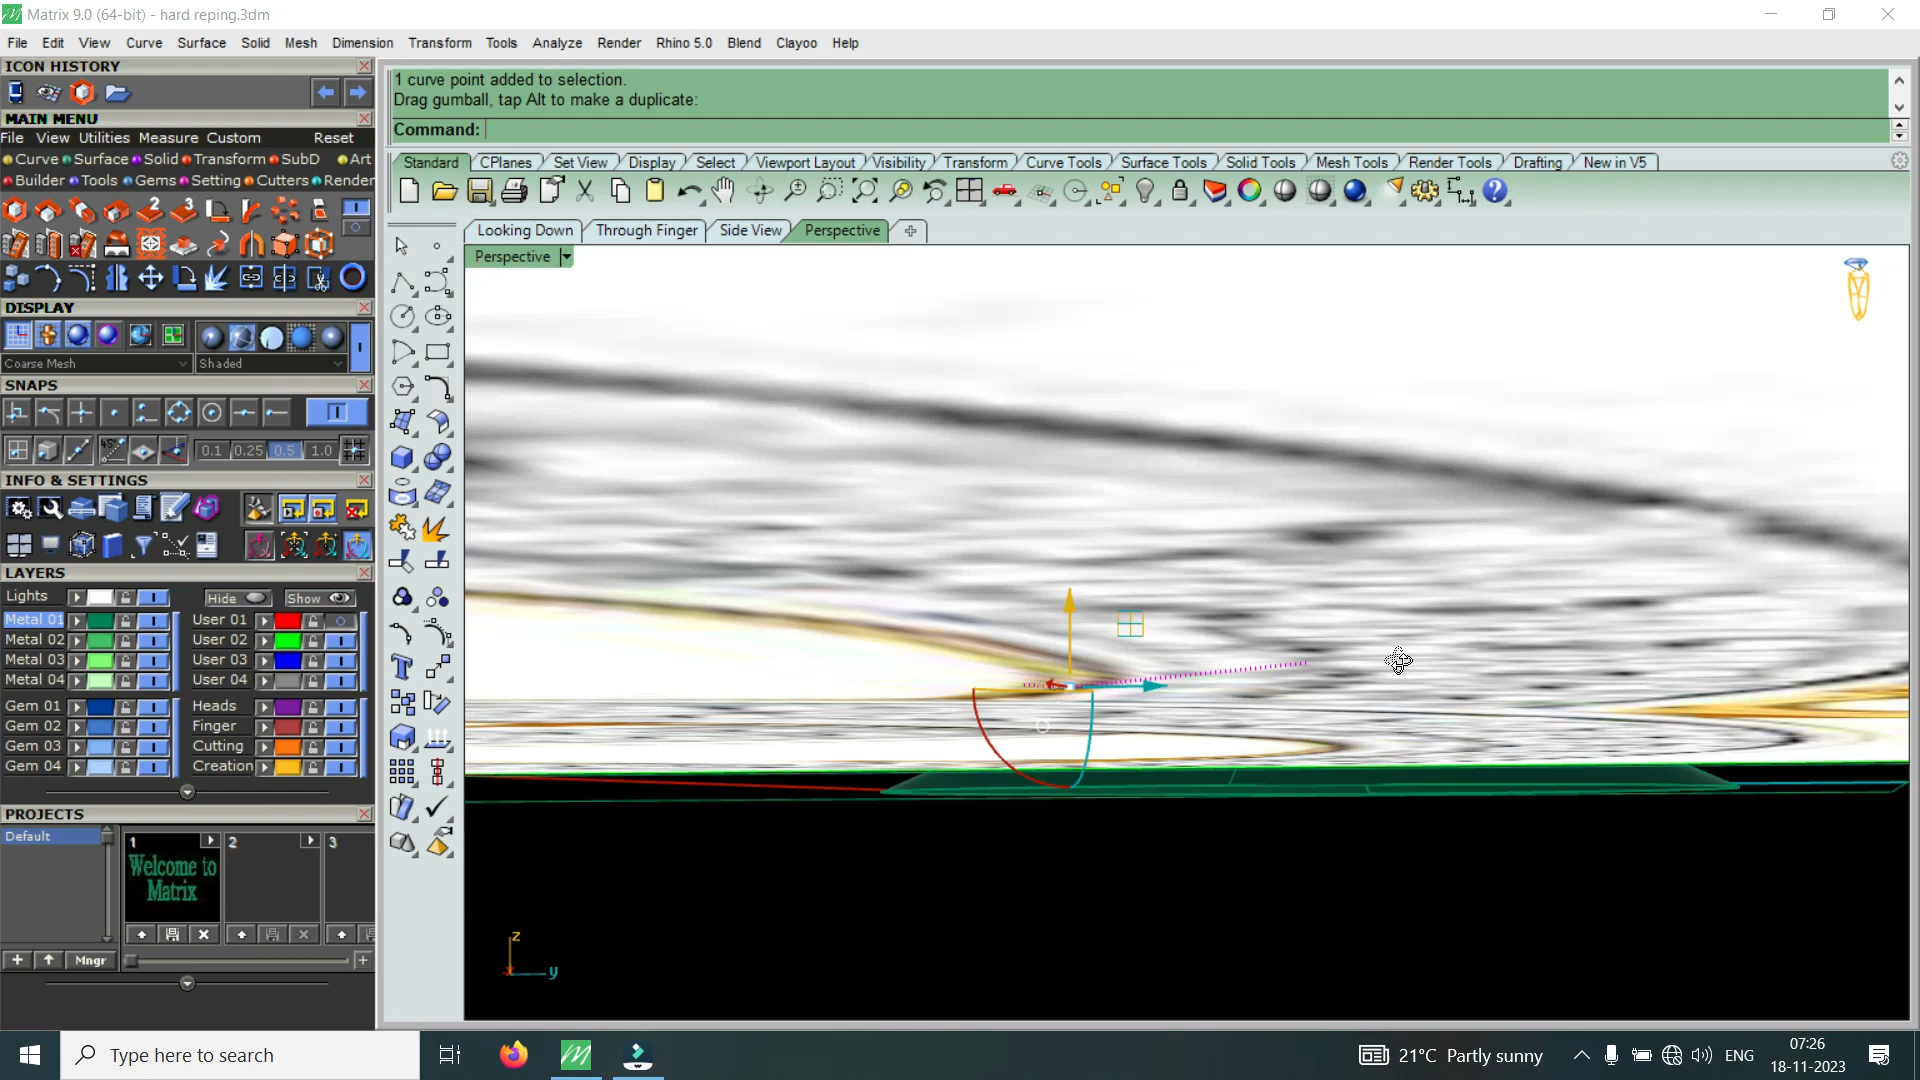 Matrix 9.0 (64-bit) - hard reping.3dm
File Edit View Curve Surface Solid Mesh Dimension Transform Tools Analyze Render Rhino 5.0 Blend Clayoo Help
ICON HISTORY
1 curve point added to selection.
Drag gumball, tap Alt to make a duplicate:
Command:
MAIN MENU
File View Utilities Measure Custom Reset
Curve Surface Solid Transform SubD Art
Builder Tools Gems Setting Cutters Render
Standard CPlanes Set View Display Select Viewport Layout Visibility Transform Curve Tools Surface Tools Solid Tools Mesh Tools Render Tools Drafting New in V5
2 3
Looking Down Through Finger Side View Perspective
Perspective
DISPLAY
Coarse Mesh Shaded
SNAPS
45°
0.1 0.25 0.5 1.0
INFO & SETTINGS
LAYERS
Lights Hide Show
Metal 01 User 01
Metal 02 User 02
Metal 03 User 03
Metal 04 User 04
Gem 01 Heads
Gem 02 Finger
Gem 03 Cutting
Gem 04 Creation
PROJECTS
Default
1 2 3
Welcome to
Matrix
Mngr
z
x y
Type here to search
21°C Partly sunny
ENG
07:26
18-11-2023